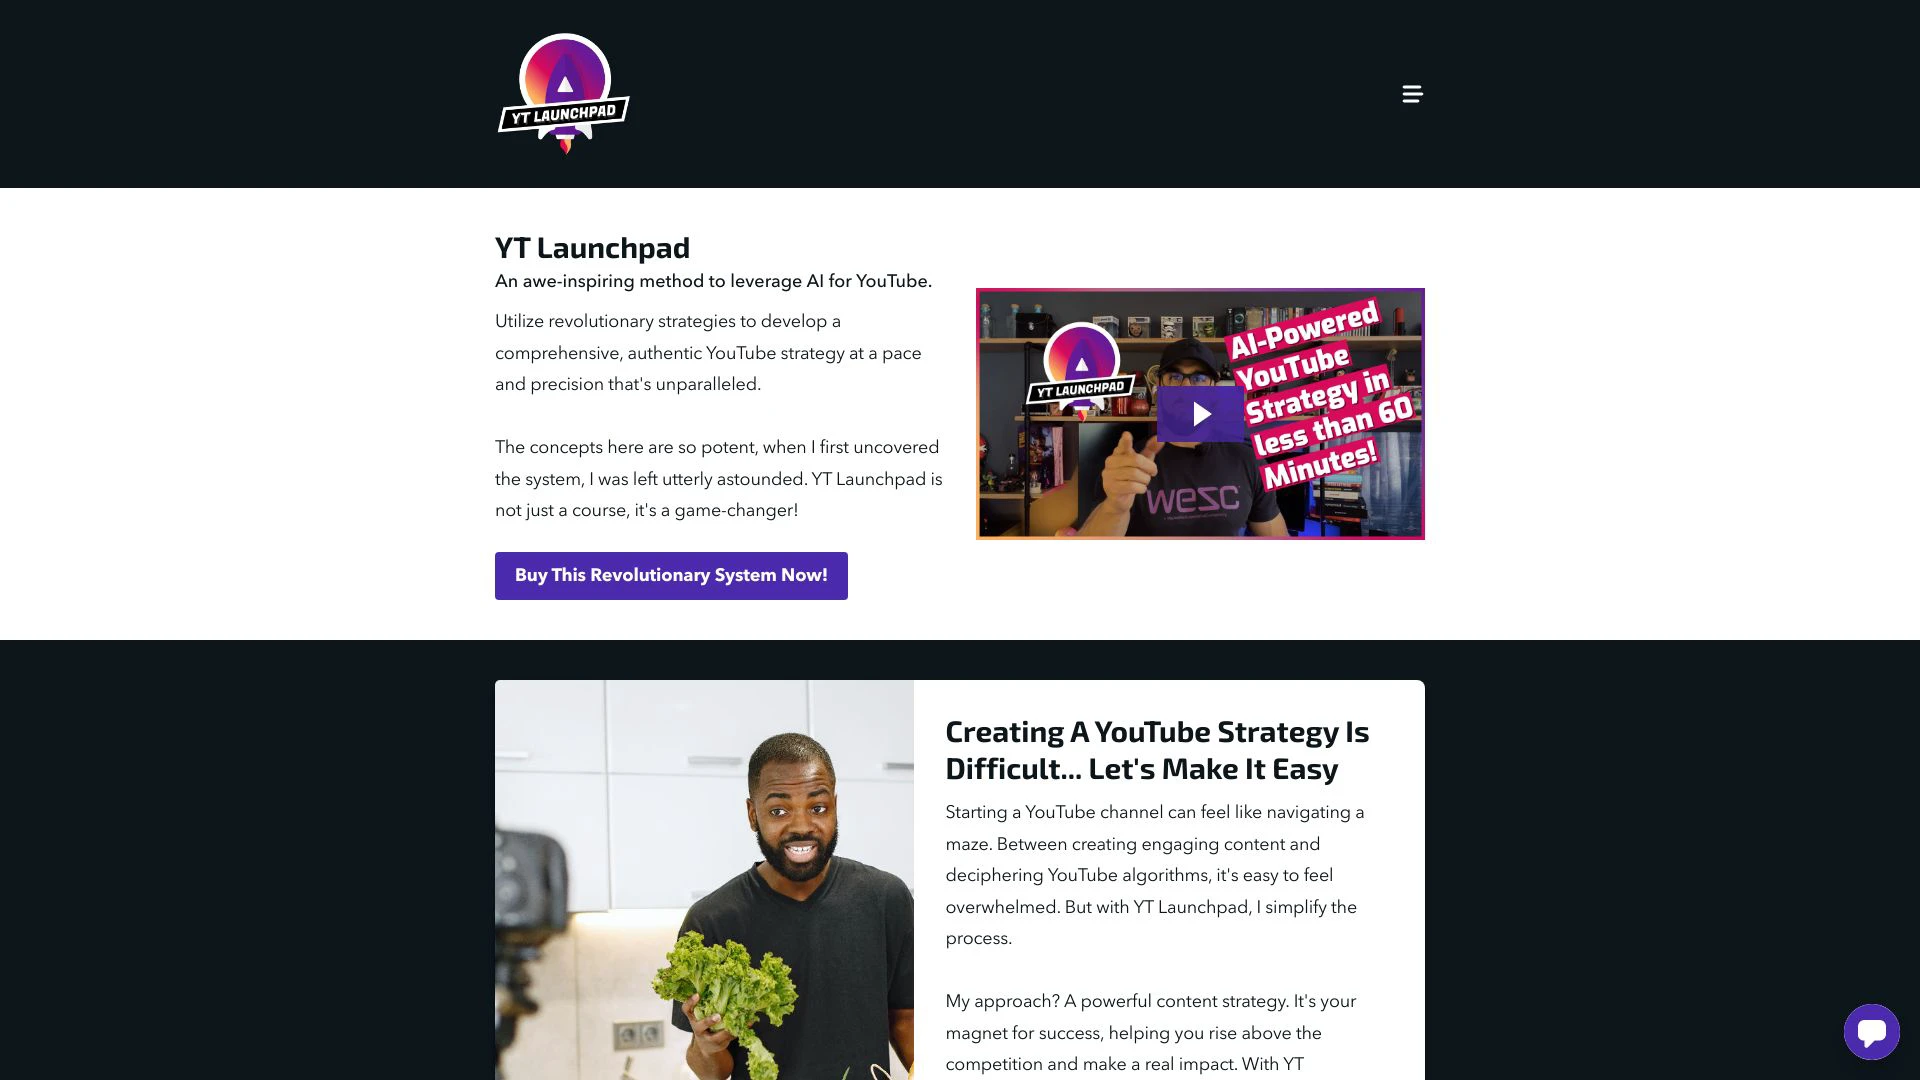 YT LAUNCHPAD
YT Launchpad
An awe-inspiring method to leverage AI for YouTube.
Utilize revolutionary strategies to develop a
comprehensive, authentic YouTube strategy at a pace
and precision that's unparalleled.
The concepts here are so potent, when I first uncovered
the system, I was left utterly astounded. YT Launchpad is
not just a course, it's a game-changer!
Buy This Revolutionary System Now!
YT LAUNCHPAD
AI-Powered
YouTube
Strategy in
less than 60
Minutes!
WESC
Creating A YouTube Strategy Is
Difficult... Let's Make It Easy
Starting a YouTube channel can feel like navigating a
maze. Between creating engaging content and
deciphering YouTube algorithms, it's easy to feel
overwhelmed. But with YT Launchpad, I simplify the
process.
My approach? A powerful content strategy. It's your
magnet for success, helping you rise above the
competition and make a real impact. With YT